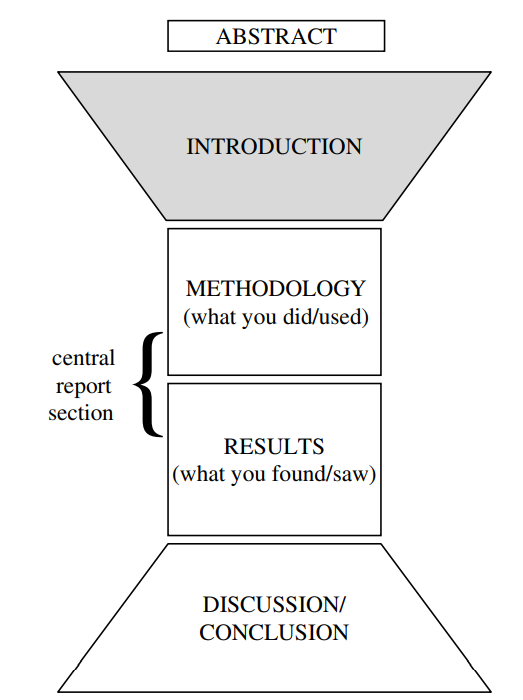 ABSTRACT
INTRODUCTION
METHODOLOGY
(what you did/used)
central
report
section
RESULTS
(what you found/saw)
DISCUSSION/
CONCLUSION